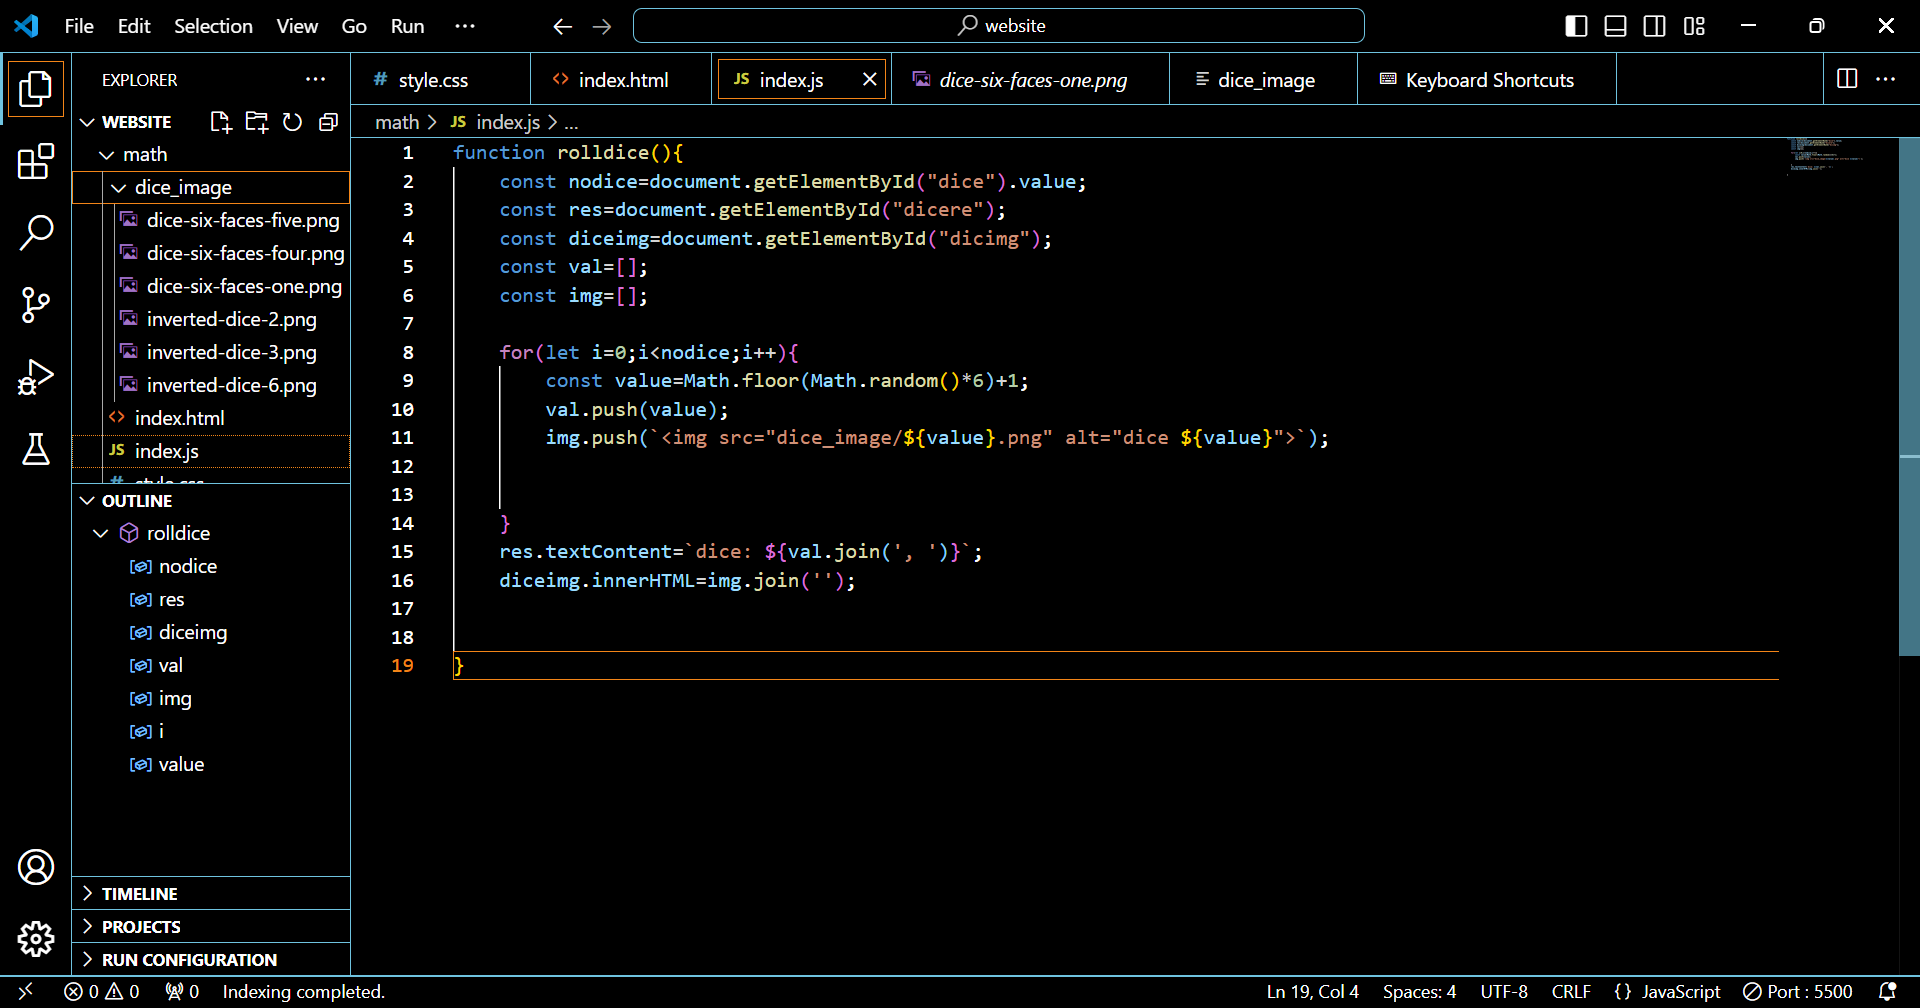 File Edit Selection View Go Run ··· website
EXPLORER ···
WEBSITE
math
dice_image
dice-six-faces-five.png
dice-six-faces-four.png
dice-six-faces-one.png
inverted-dice-2.png
inverted-dice-3.png
inverted-dice-6.png
index.html
JS index.js
# style.css
OUTLINE
rolldice
nodice
res
diceimg
val
img
i
value
TIMELINE
PROJECTS
RUN CONFIGURATION
# style.css <> index.html JS index.js dice-six-faces-one.png dice_image Keyboard Shortcuts
math > JS index.js > ...
1 function rolldice(){
2 const nodice=document.getElementById("dice").value;
3 const res=document.getElementById("dicere");
4 const diceimg=document.getElementById("dicimg");
5 const val=[];
6 const img=[];
7
8 for(let i=0;i<nodice;i++){
9 const value=Math.floor(Math.random()*6)+1;
10 val.push(value);
11 img.push(`<img src="dice_image/${value}.png" alt="dice ${value}">`);
12
13
14 }
15 res.textContent=`dice: ${val.join(', ')}`;
16 diceimg.innerHTML=img.join('');
17
18
19 }
0 0 0 Indexing completed. Ln 19, Col 4 Spaces: 4 UTF-8 CRLF {} JavaScript Port : 5500